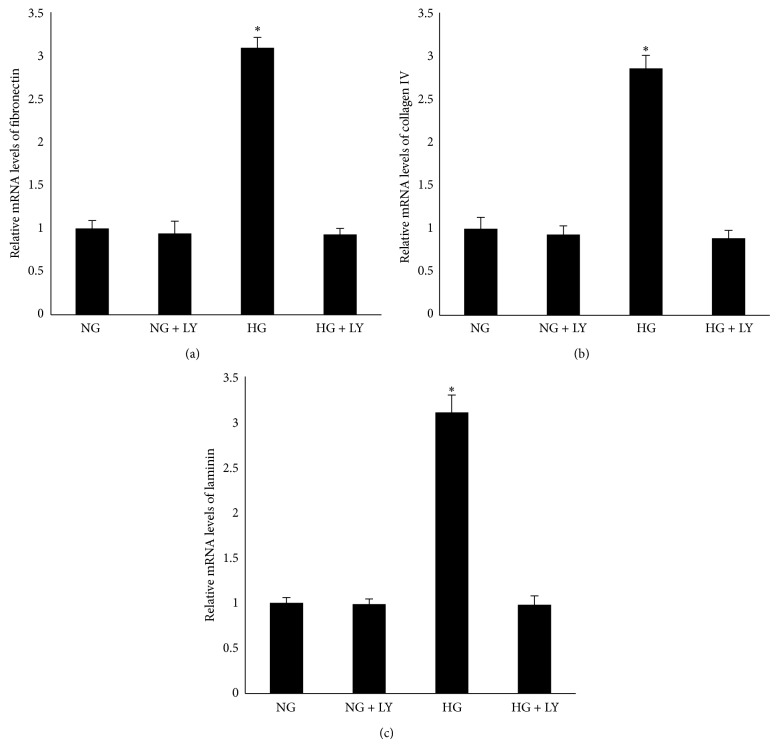 Relative mRNA levels of fibronectin
3.5
3
2.5
2
1.5
1
0.5
0
*
NG
NG + LY
HG
HG + LY
(a)
Relative mRNA levels of collagen IV
3.5
3
2.5
2
1.5
1
0.5
0
*
NG
NG + LY
HG
HG + LY
(b)
Relative mRNA levels of laminin
3.5
3
2.5
2
1.5
1
0.5
0
*
NG
NG + LY
HG
HG + LY
(c)